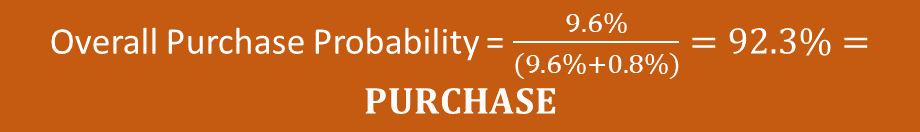 Overall Purchase Probability = 9.6% / (9.6%+0.8%) = 92.3% =
PURCHASE